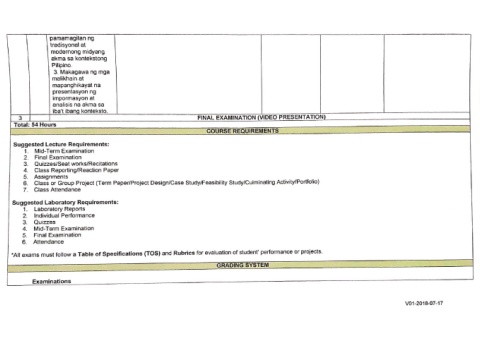 pamamagitan ng
tradisyonal at
modernong midyang
akma sa kontekstong
Pilipino.
3. Makagawa ng mga
malikhain at
mapanghikayat na
presentasyon ng
impormasyon at
analisis na akma sa
iba't ibang konteksto.
3 FINAL EXAMINATION (VIDEO PRESENTATION)
Total: 54 Hours
COURSE REQUIREMENTS
Suggested Lecture Requirements:
1. Mid-Term Examination
2. Final Examination
3. Quizzes/Seat works/Recitations
4. Class Reporting/Reaction Paper
5. Assignments
6. Class or Group Project (Term Paper/Project Design/Case Study/Feasibility Study/Culminating Activity/Portfolio)
7. Class Attendance
Suggested Laboratory Requirements:
1. Laboratory Reports
2. Individual Performance
3. Quizzes
4. Mid-Term Examination
5. Final Examination
6. Attendance
*All exams must follow a Table of Specifications (TOS) and Rubrics for evaluation of student' performance or projects.
GRADING SYSTEM
Examinations
V01-2018-07-17